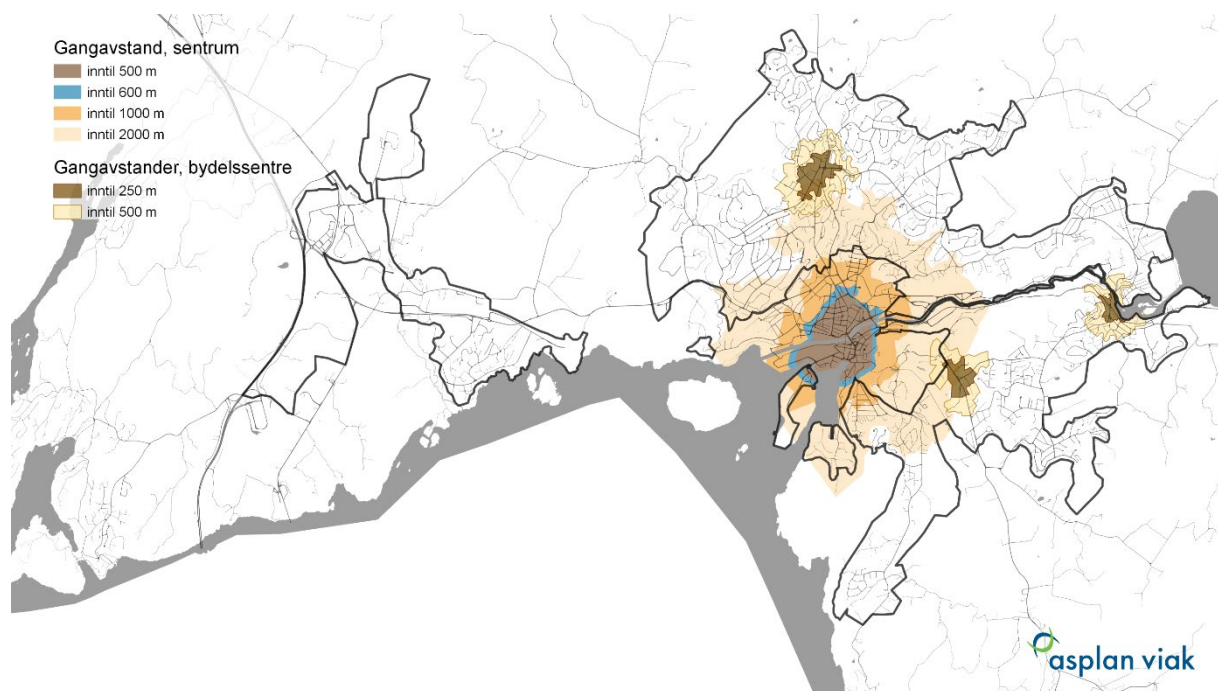 Gangavstand, sentrum
inntil 500 m
inntil 600 m
inntil 1000 m
inntil 2000 m
Gangavstander, bydelssentre
inntil 250 m
inntil 500 m
asplan viak